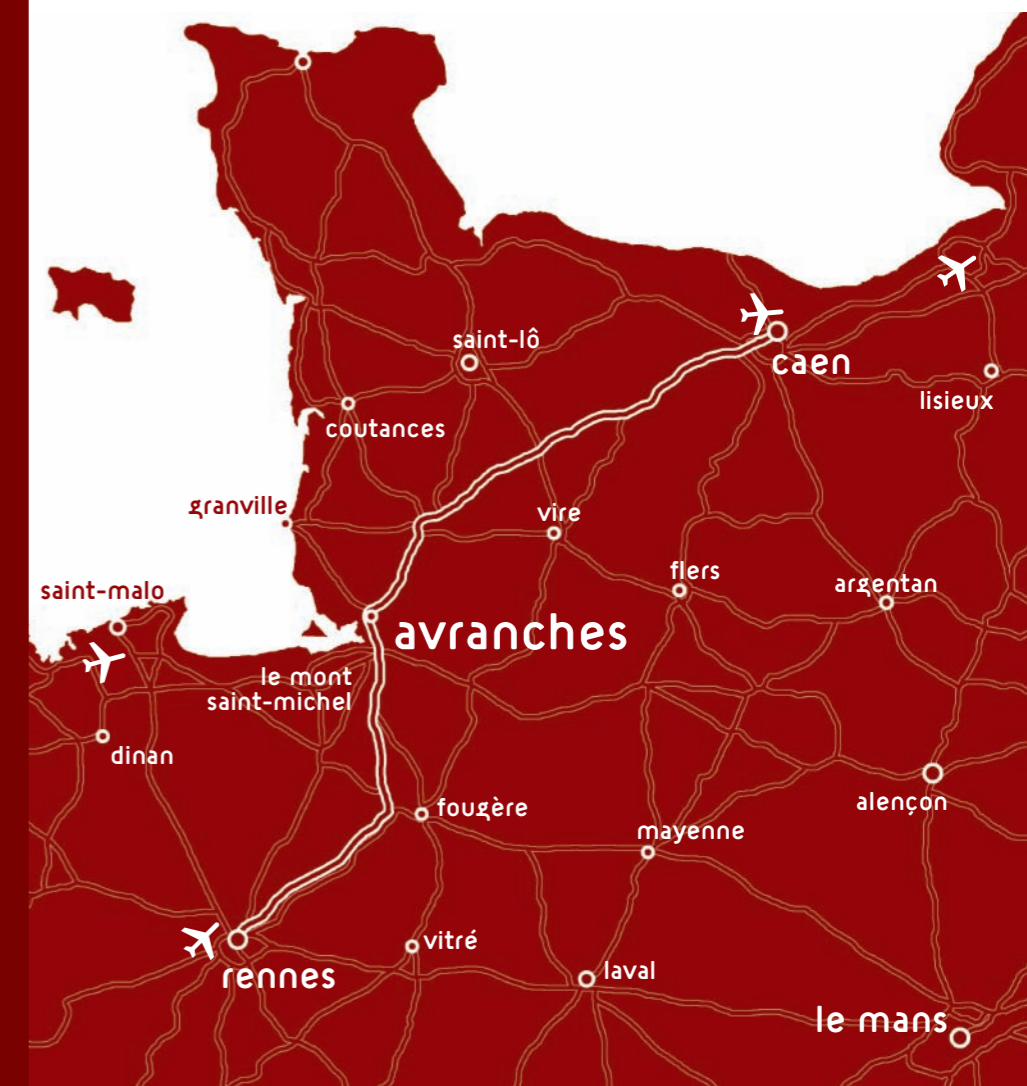 saint-lô
caen
lisieux
coutances
granville
vire
flers
argentan
saint-malo
avranches
le mont
saint-michel
dinan
alençon
fougère
mayenne
vitré
laval
rennes
le mans